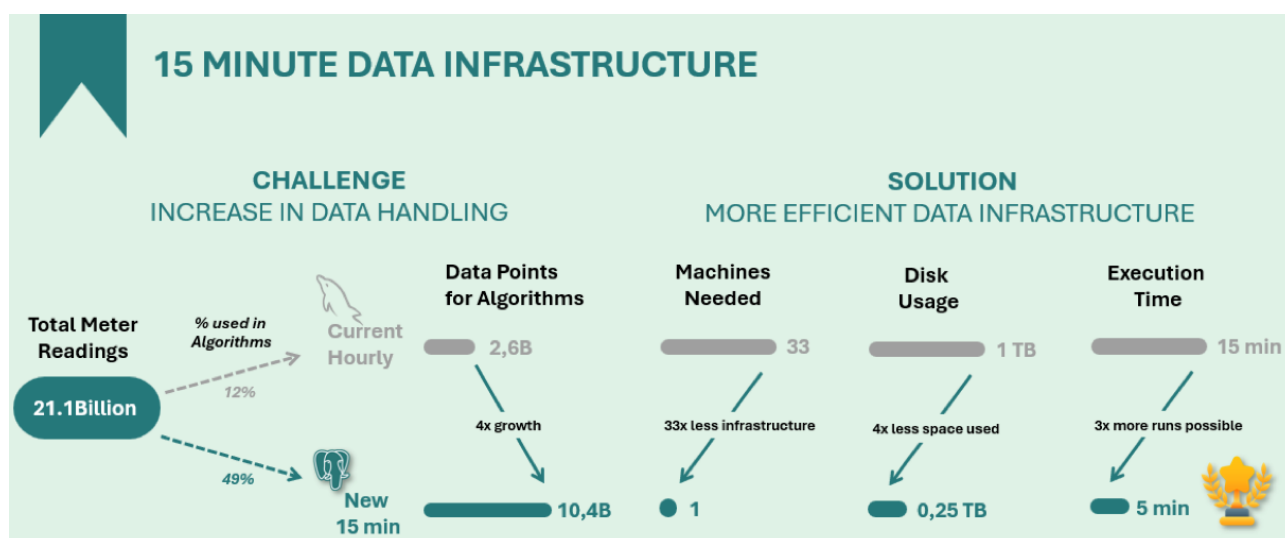 15 MINUTE DATA INFRASTRUCTURE
CHALLENGE
INCREASE IN DATA HANDLING
SOLUTION
MORE EFFICIENT DATA INFRASTRUCTURE
Total Meter
Readings
21.1Billion
% used in
Algorithms
12%
49%
Current
Hourly
New
15 min
Data Points
for Algorithms
2,6B
4x growth
10,4B
Machines
Needed
33
33x less infrastructure
1
Disk
Usage
1 TB
4x less space used
0,25 TB
Execution
Time
15 min
3x more runs possible
5 min